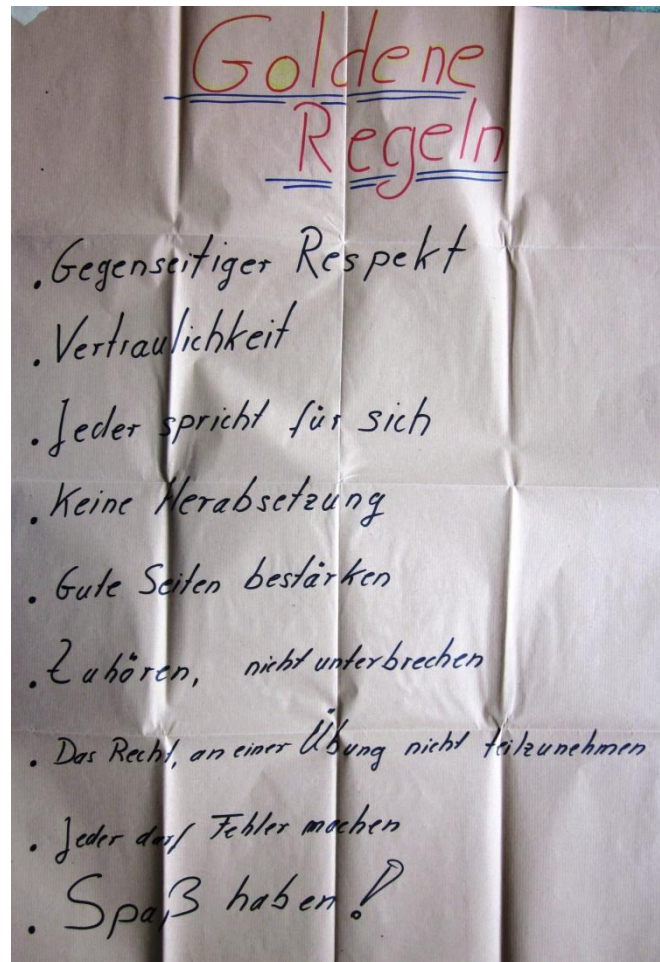 Goldene
Regeln
. Gegenseitiger Respekt
. Vertraulichkeit
. Jeder spricht für sich
. Keine Herabsetzung
. Gute Seiten bestärken
. Zuhören, nicht unterbrechen
. Das Recht, an einer Übung nicht teilzunehmen
. Jeder darf Fehler machen
. Spaß haben!